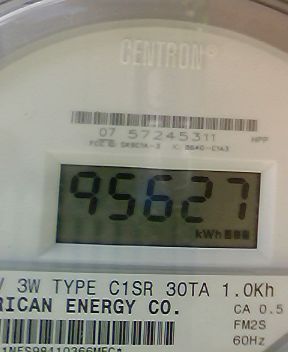 CENTRON®
07 57245311 HPP
95627
kWh
V 3W TYPE C1SR 30TA 1.0Kh
RICAN ENERGY CO. CA 0.5
FM2S
60Hz